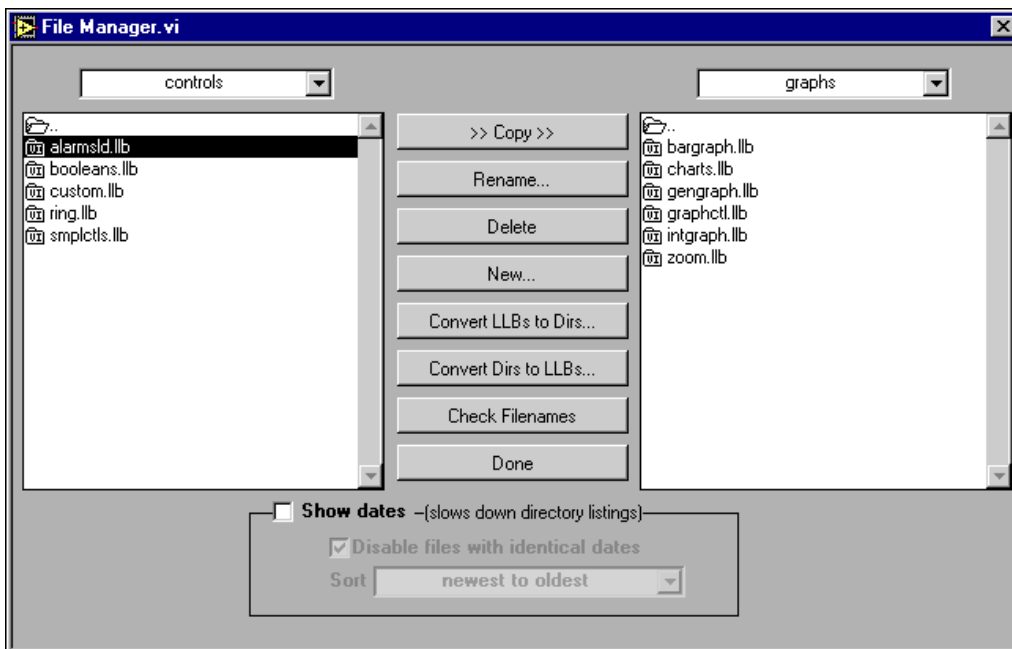 File Manager.vi
controls
graphs
..
alarmsld.llb
booleans.llb
custom.llb
ring.llb
smplctls.llb
>> Copy >>
Rename...
Delete
New...
Convert LLBs to Dirs...
Convert Dirs to LLBs...
Check Filenames
Done
..
bargraph.llb
charts.llb
gengraph.llb
graphctl.llb
intgraph.llb
zoom.llb
Show dates –(slows down directory listings)
Disable files with identical dates
Sort newest to oldest